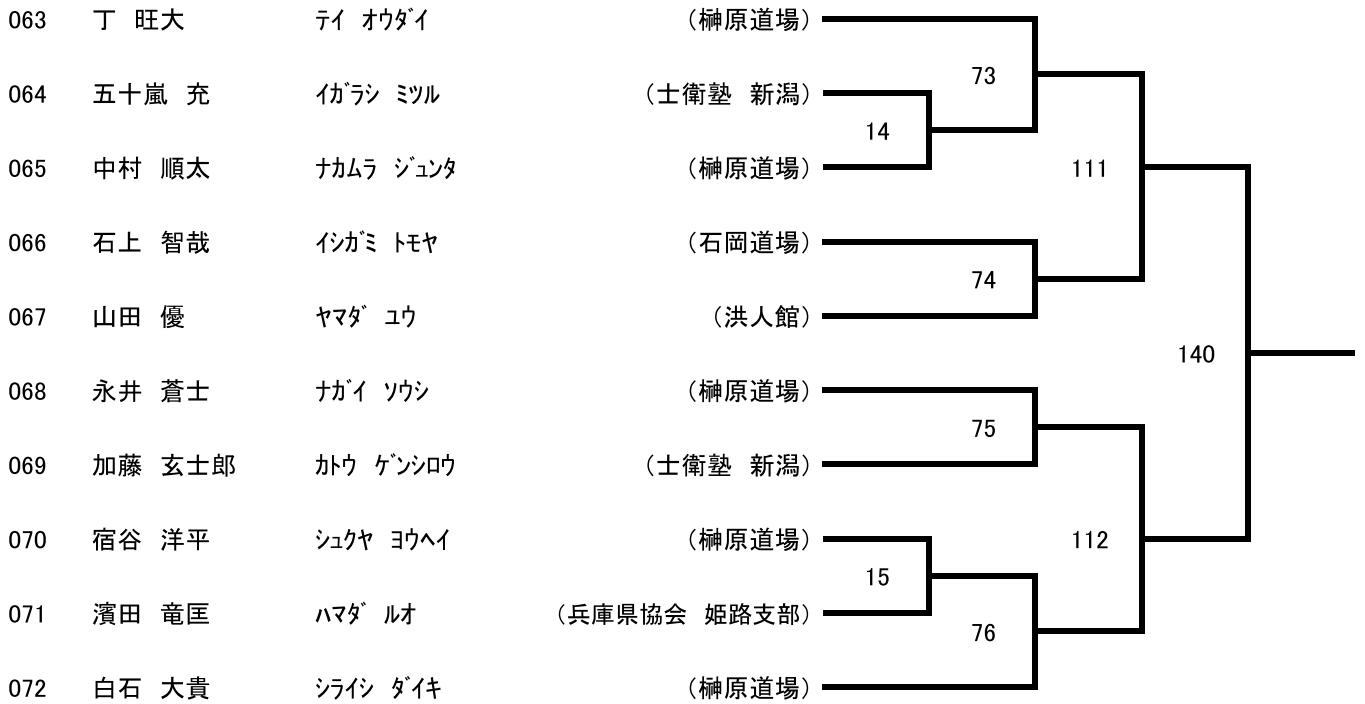 063 丁 旺大 ﾃｲ ｵｳﾀﾞｲ (榊原道場)
73
064 五十嵐 充 ｲｶﾞﾗｼ ﾐﾂﾙ (士衛塾 新潟)
14
065 中村 順太 ﾅｶﾑﾗ ｼﾞｭﾝﾀ (榊原道場) 111
066 石上 智哉 ｲｼｶﾞﾐ ﾄﾓﾔ (石岡道場)
74
067 山田 優 ﾔﾏﾀﾞ ﾕｳ (洪人館)
140
068 永井 蒼士 ﾅｶﾞｲ ｿｳｼ (榊原道場)
75
069 加藤 玄士郎 ｶﾄｳ ｹﾞﾝｼﾛｳ (士衛塾 新潟)
070 宿谷 洋平 ｼｭｸﾔ ﾖｳﾍｲ (榊原道場) 112
15
071 濱田 竜匡 ﾊﾏﾀﾞ ﾙｵ (兵庫県協会 姫路支部)
76
072 白石 大貴 ｼﾗｲｼ ﾀﾞｲｷ (榊原道場)